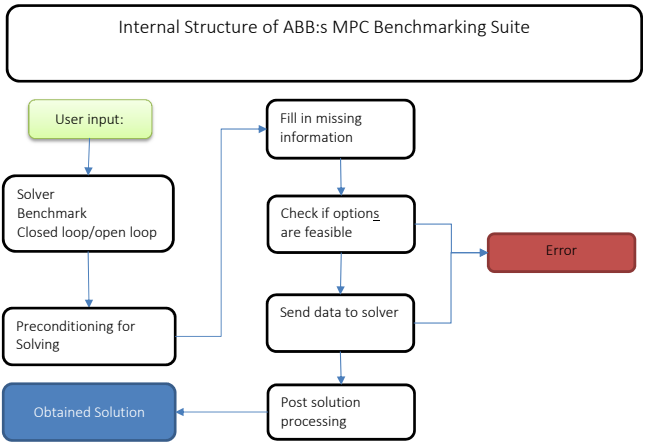 Internal Structure of ABB:s MPC Benchmarking Suite
User input:
Solver
Benchmark
Closed loop/open loop
Preconditioning for
Solving
Fill in missing
information
Check if options
are feasible
Send data to solver
Error
Post solution
processing
Obtained Solution